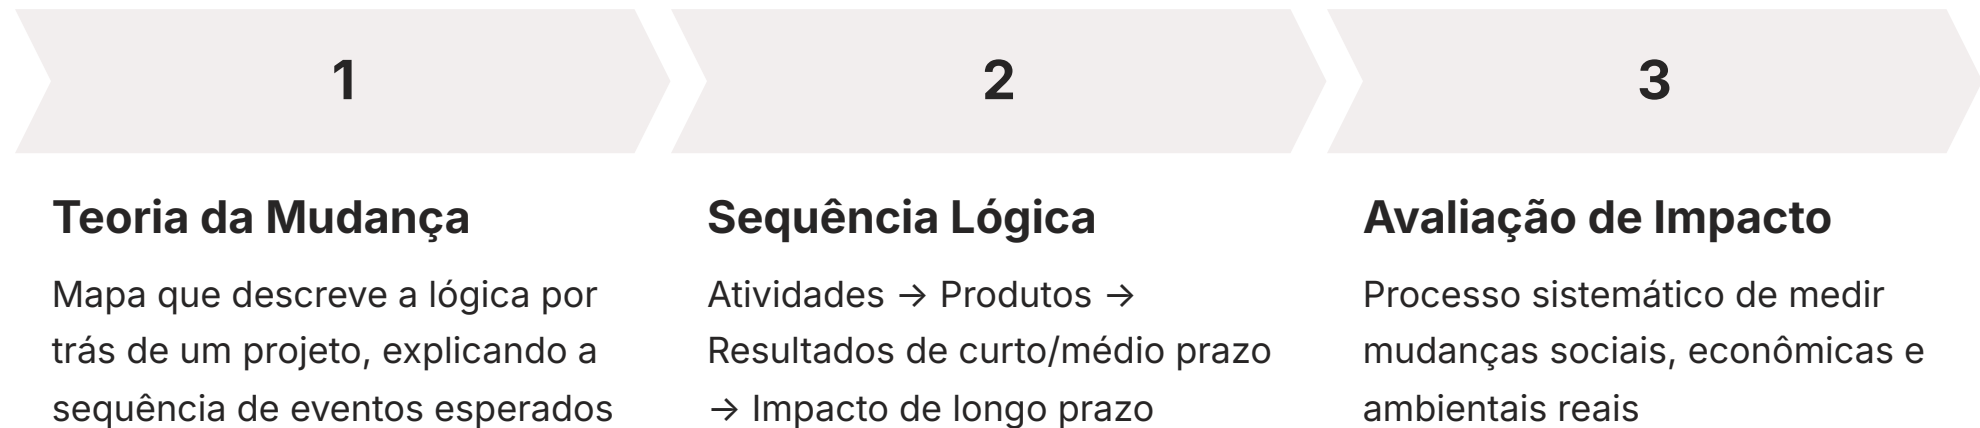 1
Teoria da Mudança
Mapa que descreve a lógica por
trás de um projeto, explicando a
sequência de eventos esperados
2
Sequência Lógica
Atividades → Produtos →
Resultados de curto/médio prazo
→ Impacto de longo prazo
3
Avaliação de Impacto
Processo sistemático de medir
mudanças sociais, econômicas e
ambientais reais